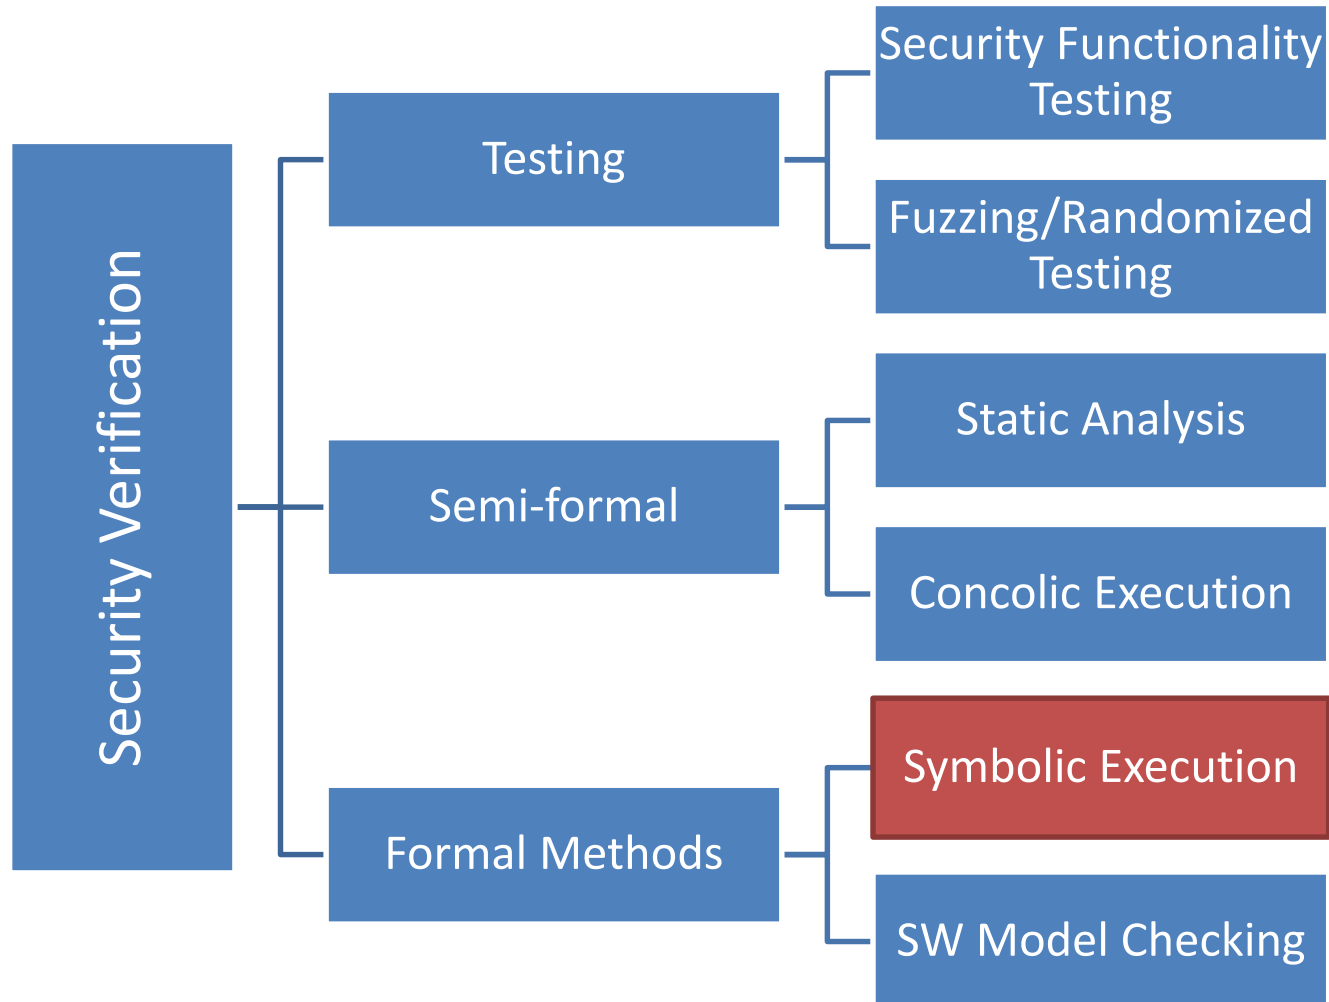 Security Verification
Testing
Security Functionality
Testing
Fuzzing/Randomized
Testing
Semi-formal
Static Analysis
Concolic Execution
Formal Methods
Symbolic Execution
SW Model Checking